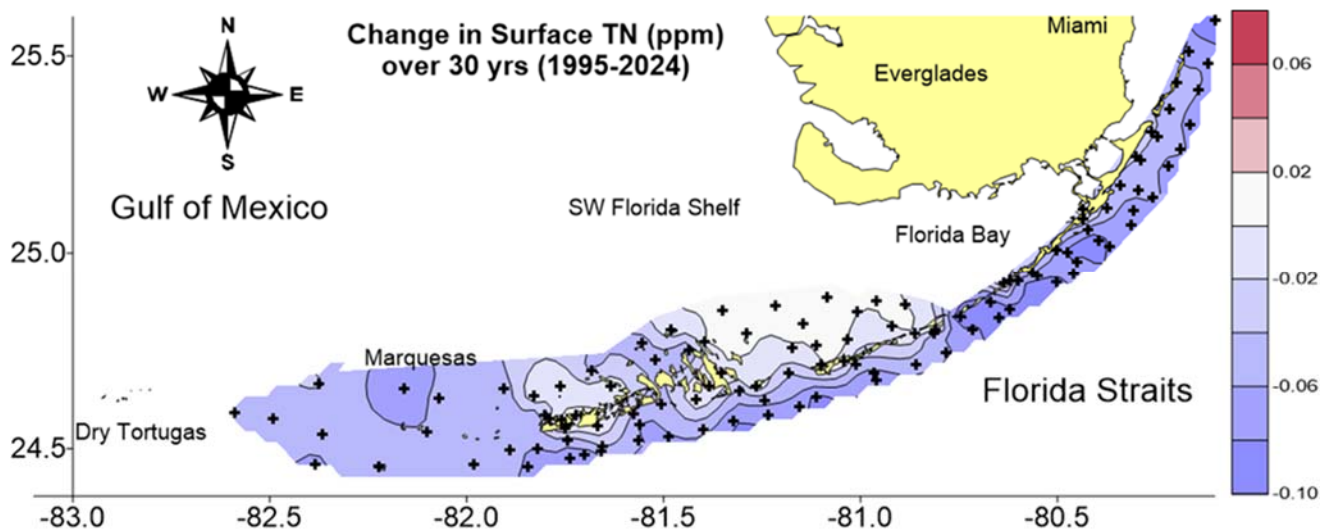 Change in Surface TN (ppm)
over 30 yrs (1995-2024)
N
W E
S
Miami
Everglades
Gulf of Mexico
SW Florida Shelf
Florida Bay
Marquesas
Florida Straits
Dry Tortugas
25.5
25.0
24.5
-83.0 -82.5 -82.0 -81.5 -81.0 -80.5
0.06
0.02
-0.02
-0.06
-0.10